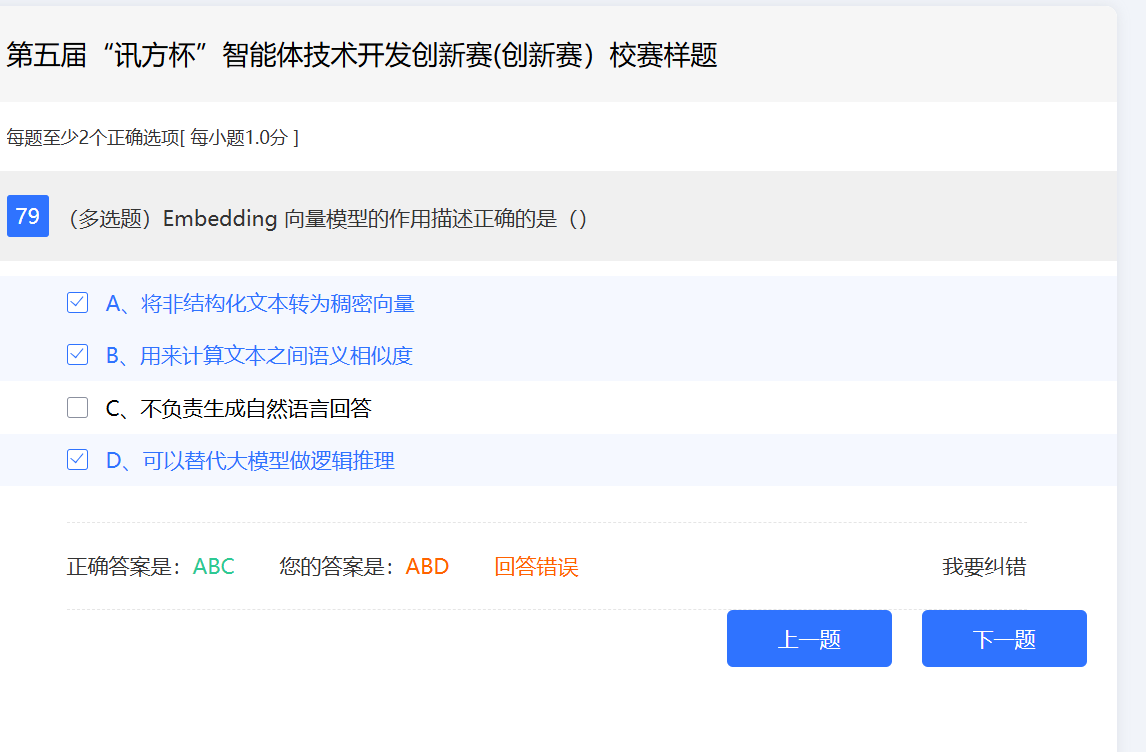 第五届“讯方杯”智能体技术开发创新赛(创新赛）校赛样题
每题至少2个正确选项[ 每小题1.0分 ]
79 （多选题）Embedding 向量模型的作用描述正确的是（）
A、将非结构化文本转为稠密向量
B、用来计算文本之间语义相似度
C、不负责生成自然语言回答
D、可以替代大模型做逻辑推理
正确答案是：ABC 您的答案是：ABD 回答错误 我要纠错
上一题 下一题